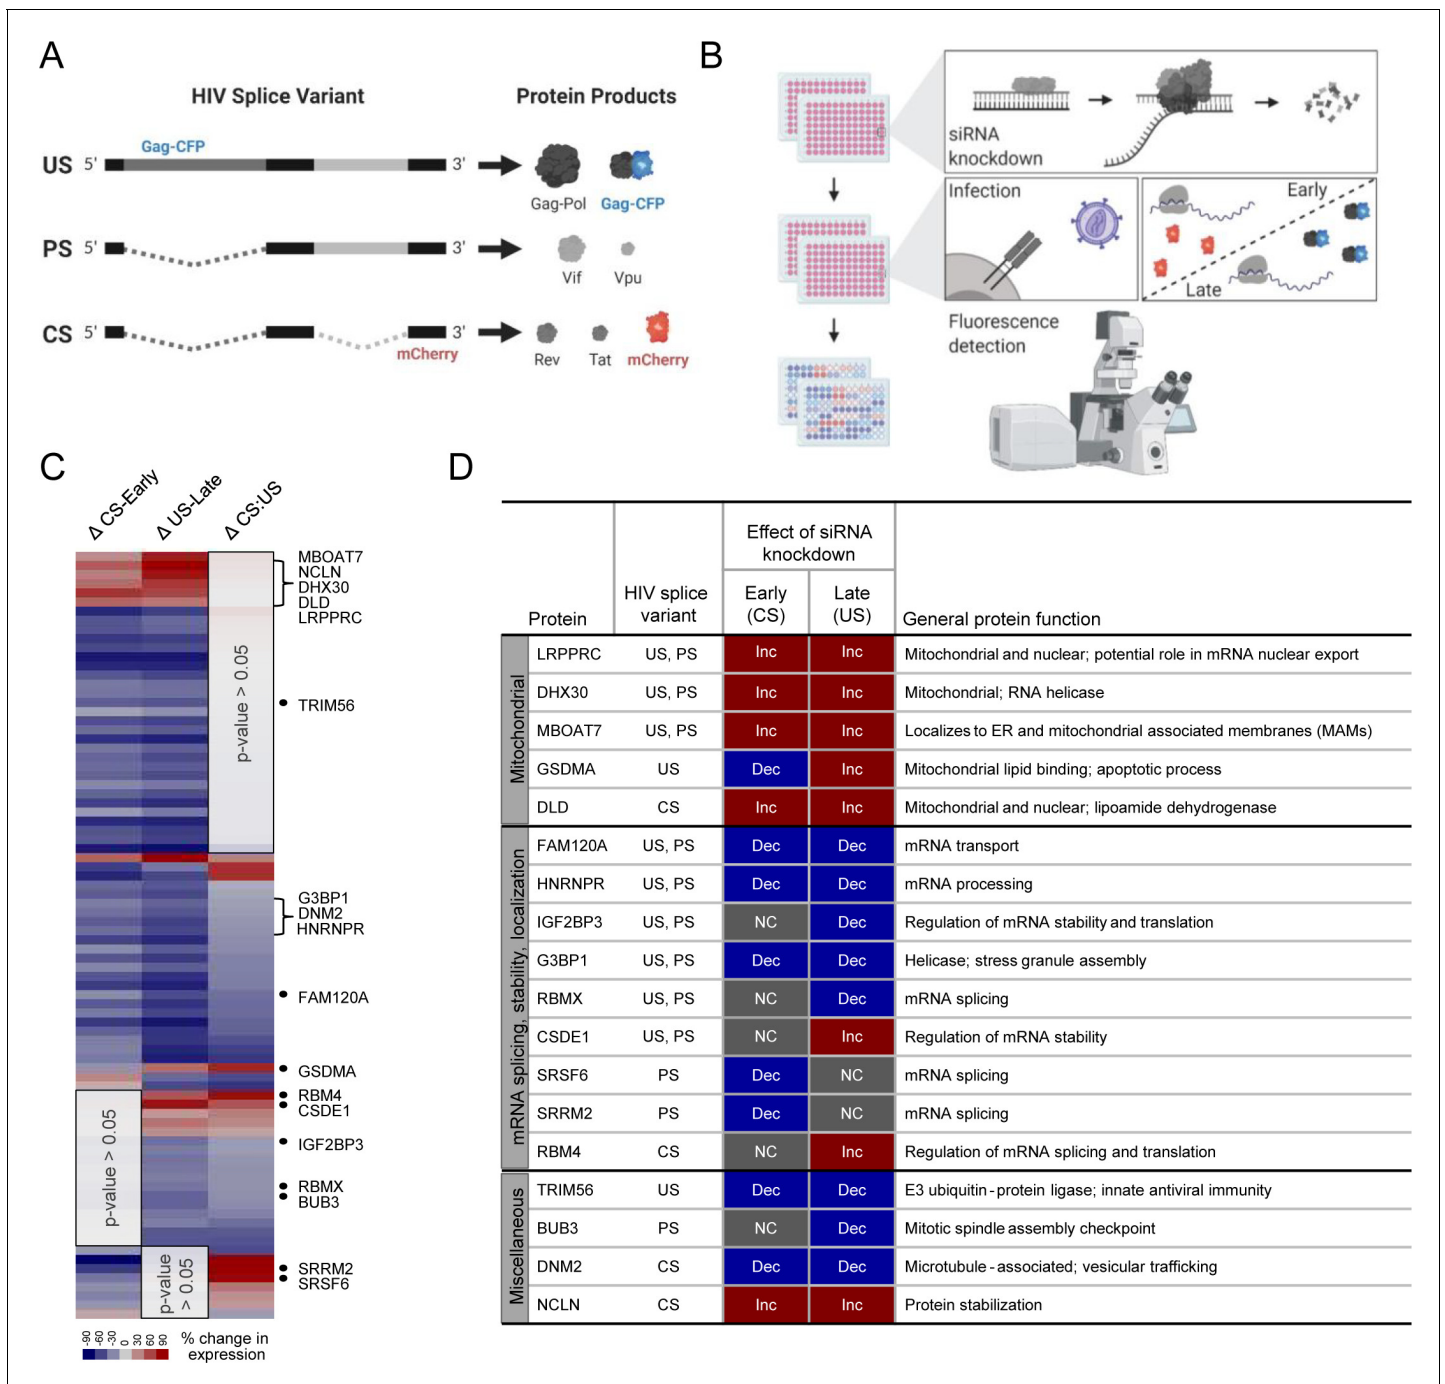 A
HIV Splice Variant
Protein Products
US 5' Gag-CFP 3'
Gag-Pol Gag-CFP
PS 5' 3'
Vif Vpu
CS 5' 3'
mCherry
Rev Tat mCherry
B
siRNA
knockdown
Infection
Early
Late
Fluorescence
detection
C
Δ CS-Early
Δ US-Late
Δ CS:US
p-value > 0.05
p-value > 0.05
p-value
> 0.05
MBOAT7
NCLN
DHX30
DLD
LRPPRC
TRIM56
G3BP1
DNM2
HNRNPR
FAM120A
GSDMA
RBM4
CSDE1
IGF2BP3
RBMX
BUB3
SRRM2
SRSF6
-90 -60 -30 0 30 60 90
% change in
expression
D
Effect of siRNA
knockdown
Protein
HIV splice
variant
Early
(CS)
Late
(US)
General protein function
Mitochondrial
LRPPRC US, PS Inc Inc Mitochondrial and nuclear; potential role in mRNA nuclear export
DHX30 US, PS Inc Inc Mitochondrial; RNA helicase
MBOAT7 US, PS Inc Inc Localizes to ER and mitochondrial associated membranes (MAMs)
GSDMA US Dec Inc Mitochondrial lipid binding; apoptotic process
DLD CS Inc Inc Mitochondrial and nuclear; lipoamide dehydrogenase
mRNA splicing, stability, localization
FAM120A US, PS Dec Dec mRNA transport
HNRNPR US, PS Dec Dec mRNA processing
IGF2BP3 US, PS NC Dec Regulation of mRNA stability and translation
G3BP1 US, PS Dec Dec Helicase; stress granule assembly
RBMX US, PS NC Dec mRNA splicing
CSDE1 US, PS NC Inc Regulation of mRNA stability
SRSF6 PS Dec NC mRNA splicing
SRRM2 PS Dec NC mRNA splicing
RBM4 CS NC Inc Regulation of mRNA splicing and translation
Miscellaneous
TRIM56 US Dec Dec E3 ubiquitin-protein ligase; innate antiviral immunity
BUB3 PS NC Dec Mitotic spindle assembly checkpoint
DNM2 CS Dec Dec Microtubule-associated; vesicular trafficking
NCLN CS Inc Inc Protein stabilization